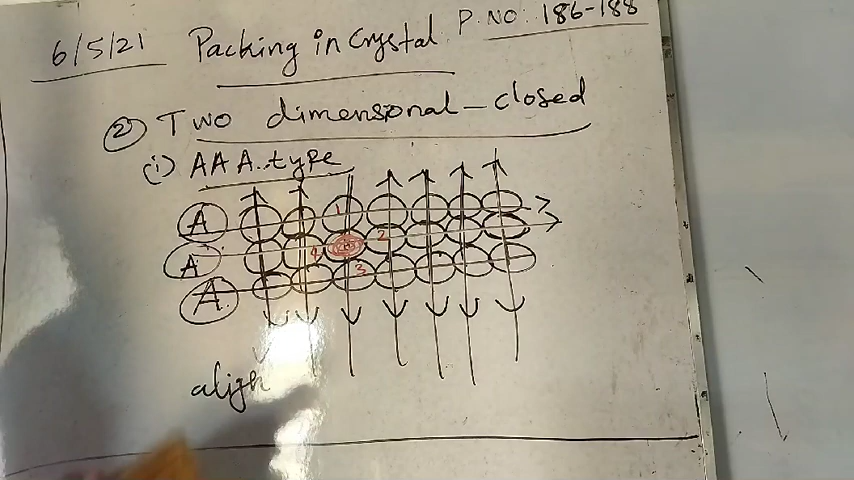 6/5/21 Packing in Crystal P. NO: 186-188
② Two dimensional - closed
(i) AAA.type
A 1
A 4 2
A 3
align